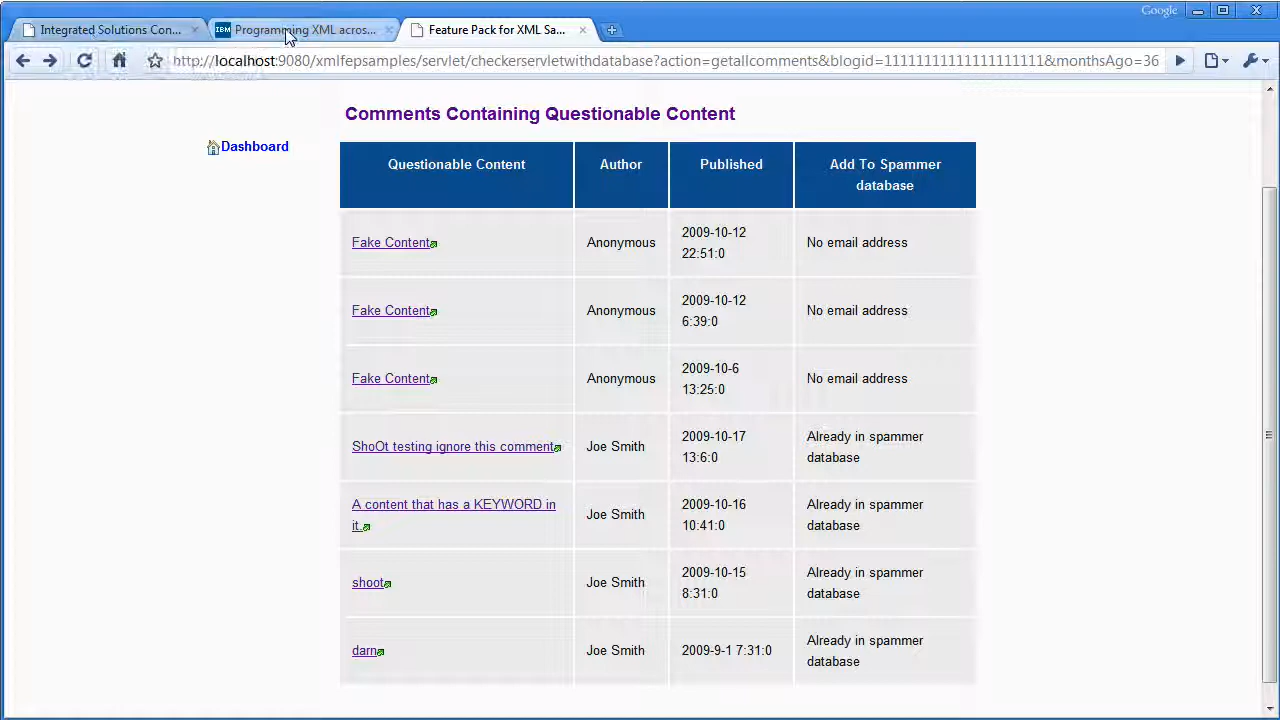 Google
Integrated Solutions Con...
IBM Programming XML acros...
Feature Pack for XML Sa...
http://localhost:9080/xmlfepsamples/servlet/checkerservletwithdatabase?action=getallcomments&blogid=11111111111111111111&monthsAgo=36
Comments Containing Questionable Content
Dashboard
Questionable Content Author Published Add To Spammer
database
Fake Content Anonymous 2009-10-12
22:51:0 No email address
Fake Content Anonymous 2009-10-12
6:39:0 No email address
Fake Content Anonymous 2009-10-6
13:25:0 No email address
ShoOt testing ignore this comment Joe Smith 2009-10-17
13:6:0 Already in spammer
database
A content that has a KEYWORD in
it. Joe Smith 2009-10-16
10:41:0 Already in spammer
database
shoot Joe Smith 2009-10-15
8:31:0 Already in spammer
database
darn Joe Smith 2009-9-1 7:31:0 Already in spammer
database